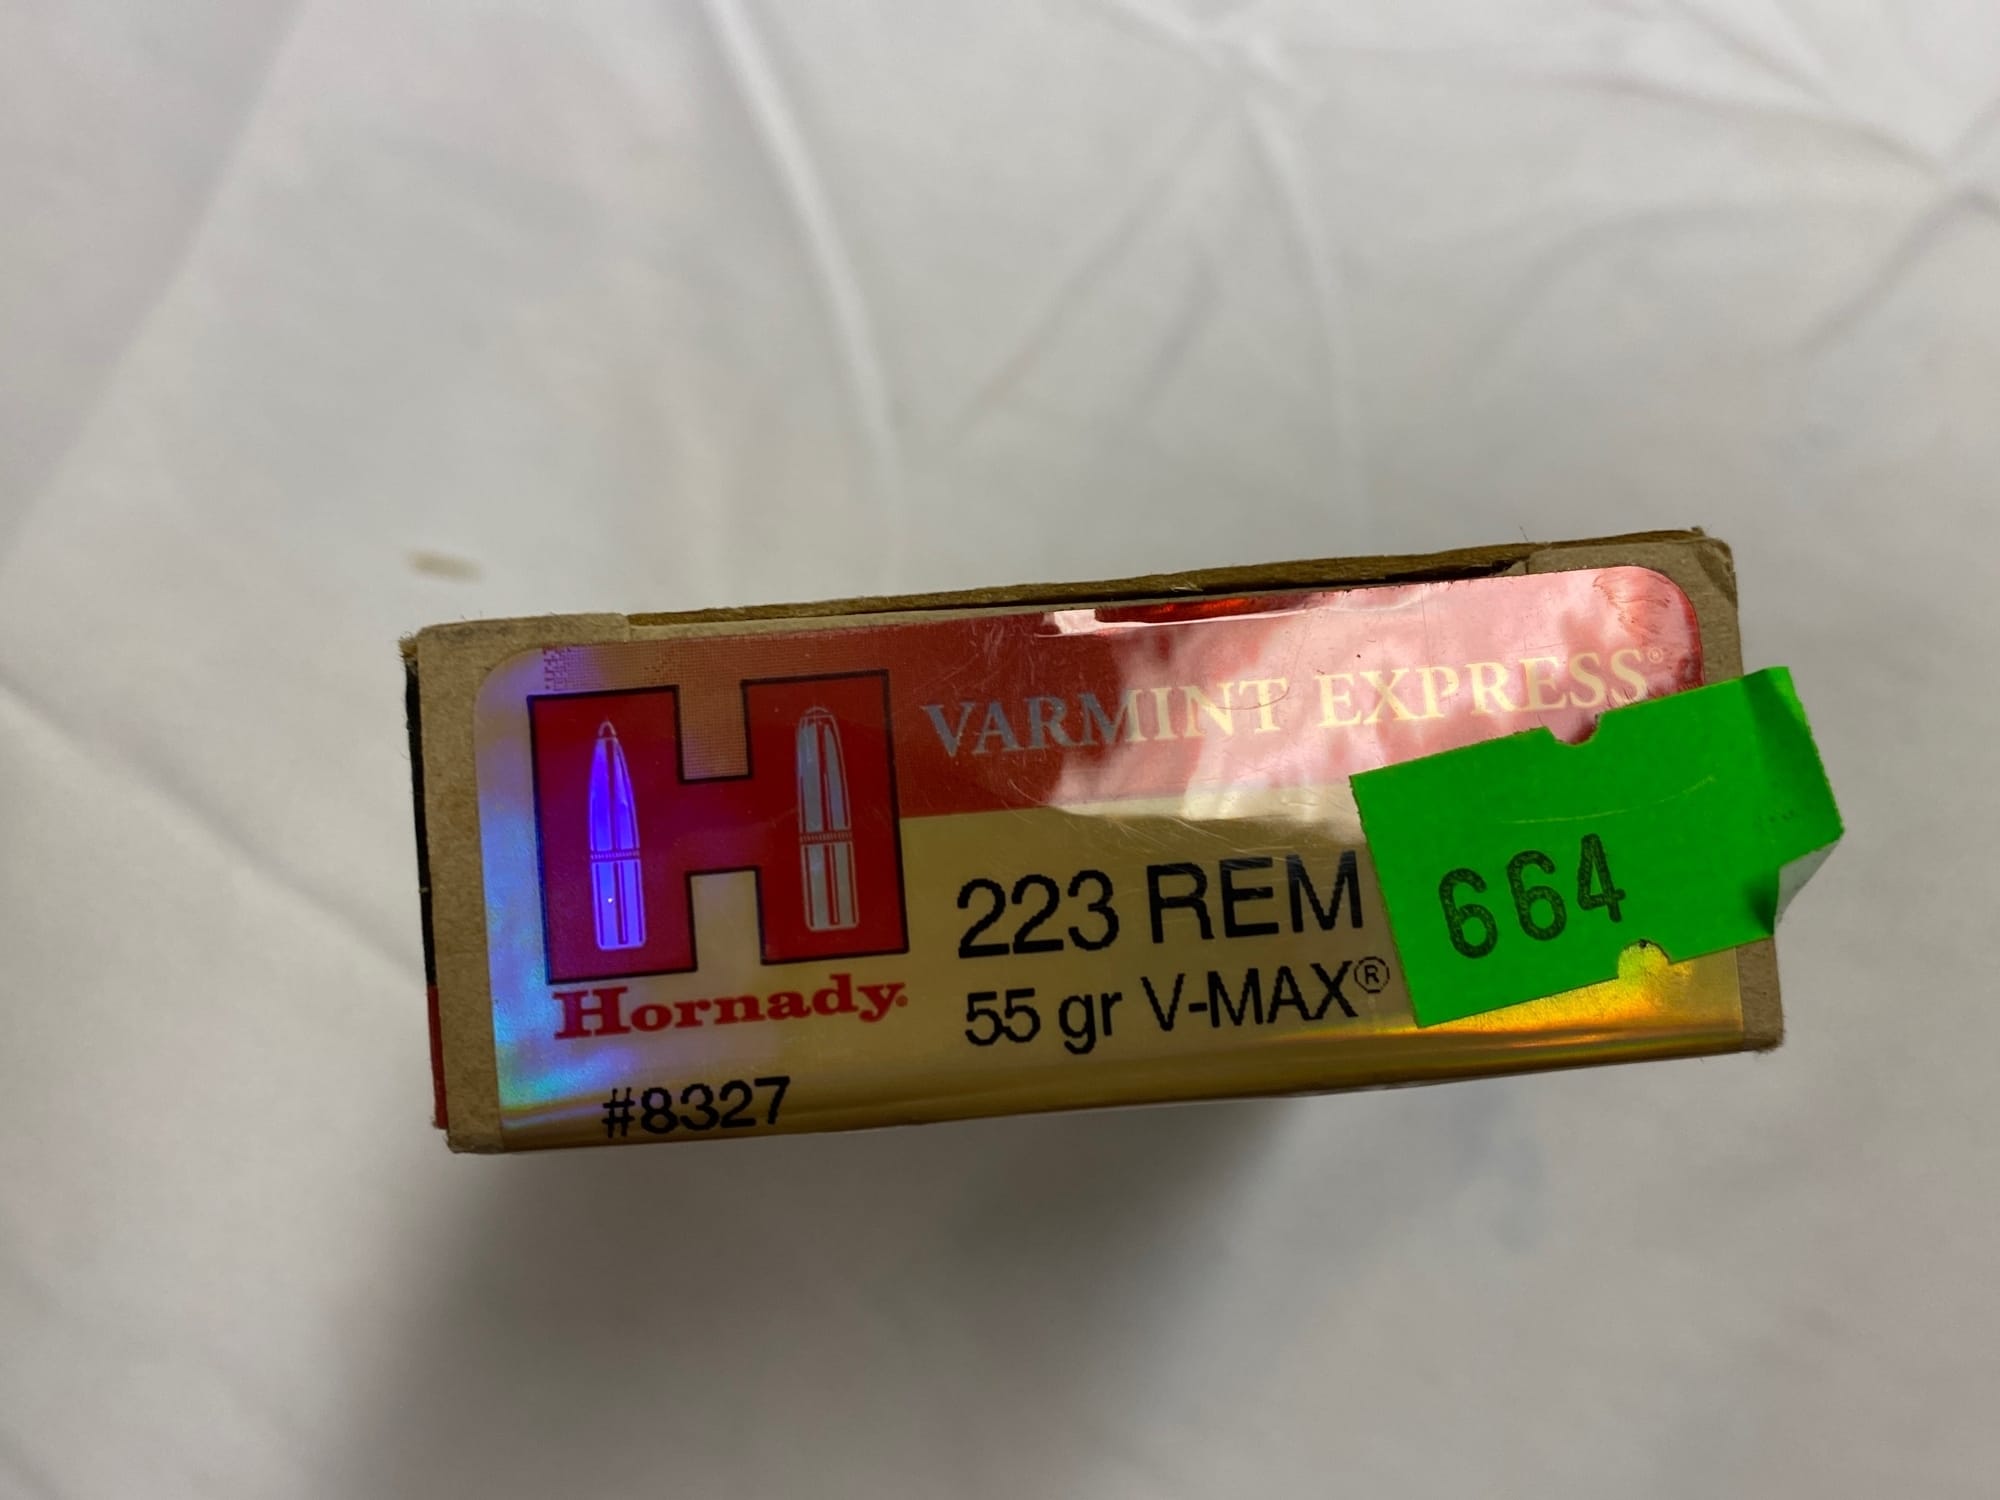 VARMINT EXPRESS®
223 REM
55 gr V-MAX®
Hornady.
#8327
664